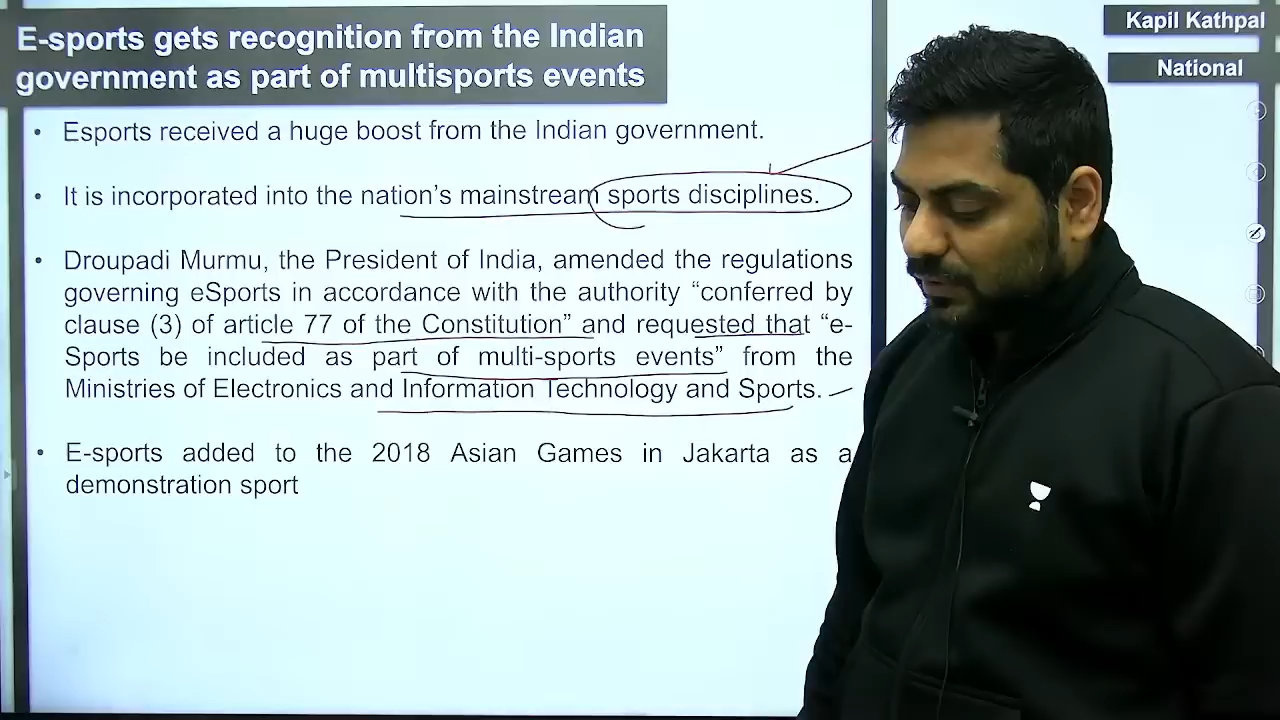 E-sports gets recognition from the Indian
government as part of multisports events
Kapil Kathpal
National
• Esports received a huge boost from the Indian government.
• It is incorporated into the nation's mainstream sports disciplines.
• Droupadi Murmu, the President of India, amended the regulations
governing eSports in accordance with the authority “conferred by
clause (3) of article 77 of the Constitution” and requested that “e-
Sports be included as part of multi-sports events” from the
Ministries of Electronics and Information Technology and Sports.
• E-sports added to the 2018 Asian Games in Jakarta as a
demonstration sport